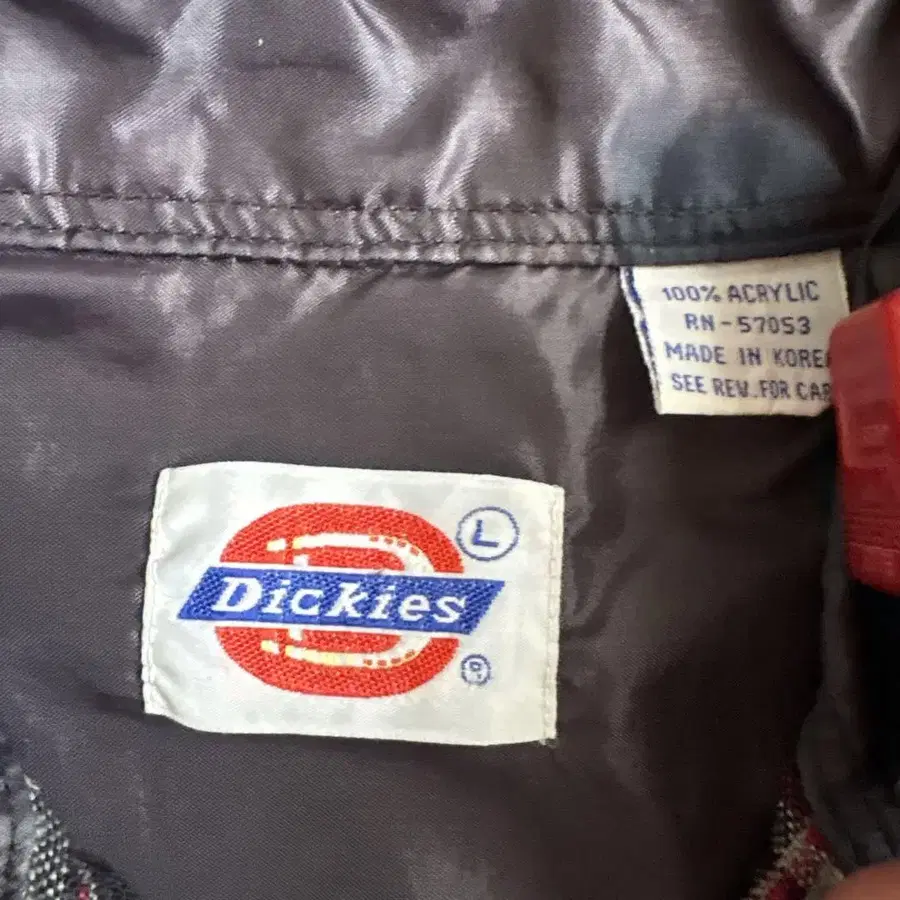 100% ACRYLIC
RN-57053
MADE IN KOREA
SEE REV. FOR CAR
L
Dickies
®